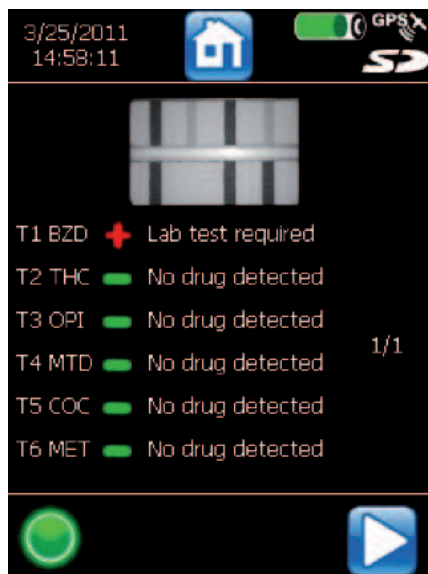 3/25/2011
14:58:11
GPS
SD
T1 BZD Lab test required
T2 THC No drug detected
T3 OPI No drug detected
T4 MTD No drug detected
T5 COC No drug detected
T6 MET No drug detected
1/1